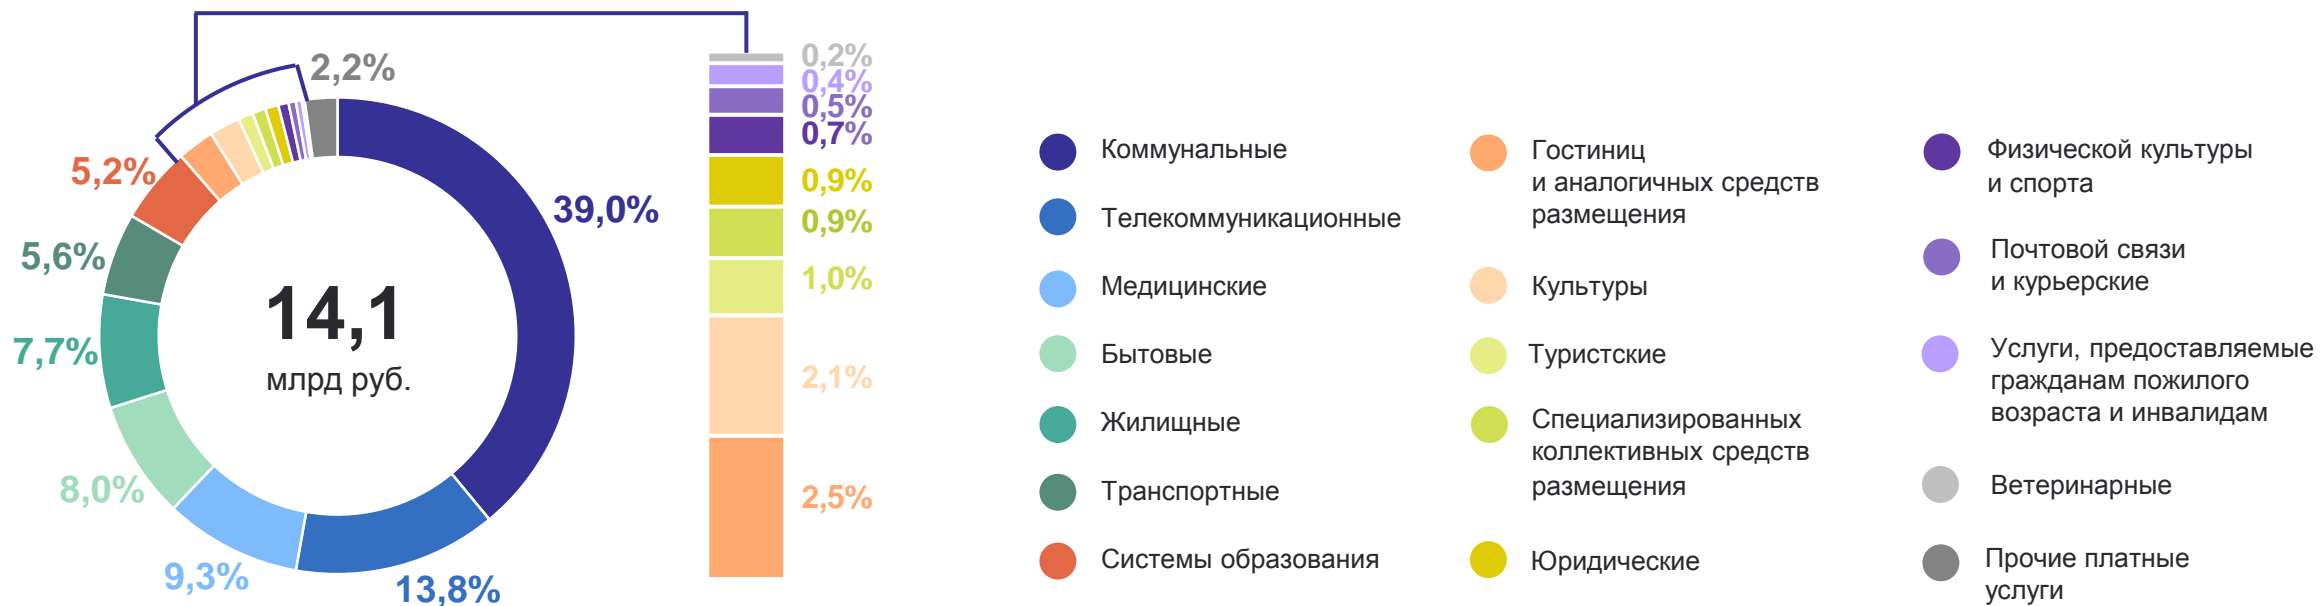 2,2%
5,2%
39,0%
5,6%
14,1
млрд руб.
7,7%
8,0%
9,3%
13,8%
0,2%
0,4%
0,5%
0,7%
0,9%
0,9%
1,0%
2,1%
2,5%
Коммунальные
Телекоммуникационные
Медицинские
Бытовые
Жилищные
Транспортные
Системы образования
Гостиниц
и аналогичных средств
размещения
Культуры
Туристские
Специализированных
коллективных средств
размещения
Юридические
Физической культуры
и спорта
Почтовой связи
и курьерские
Услуги, предоставляемые
гражданам пожилого
возраста и инвалидам
Ветеринарные
Прочие платные
услуги